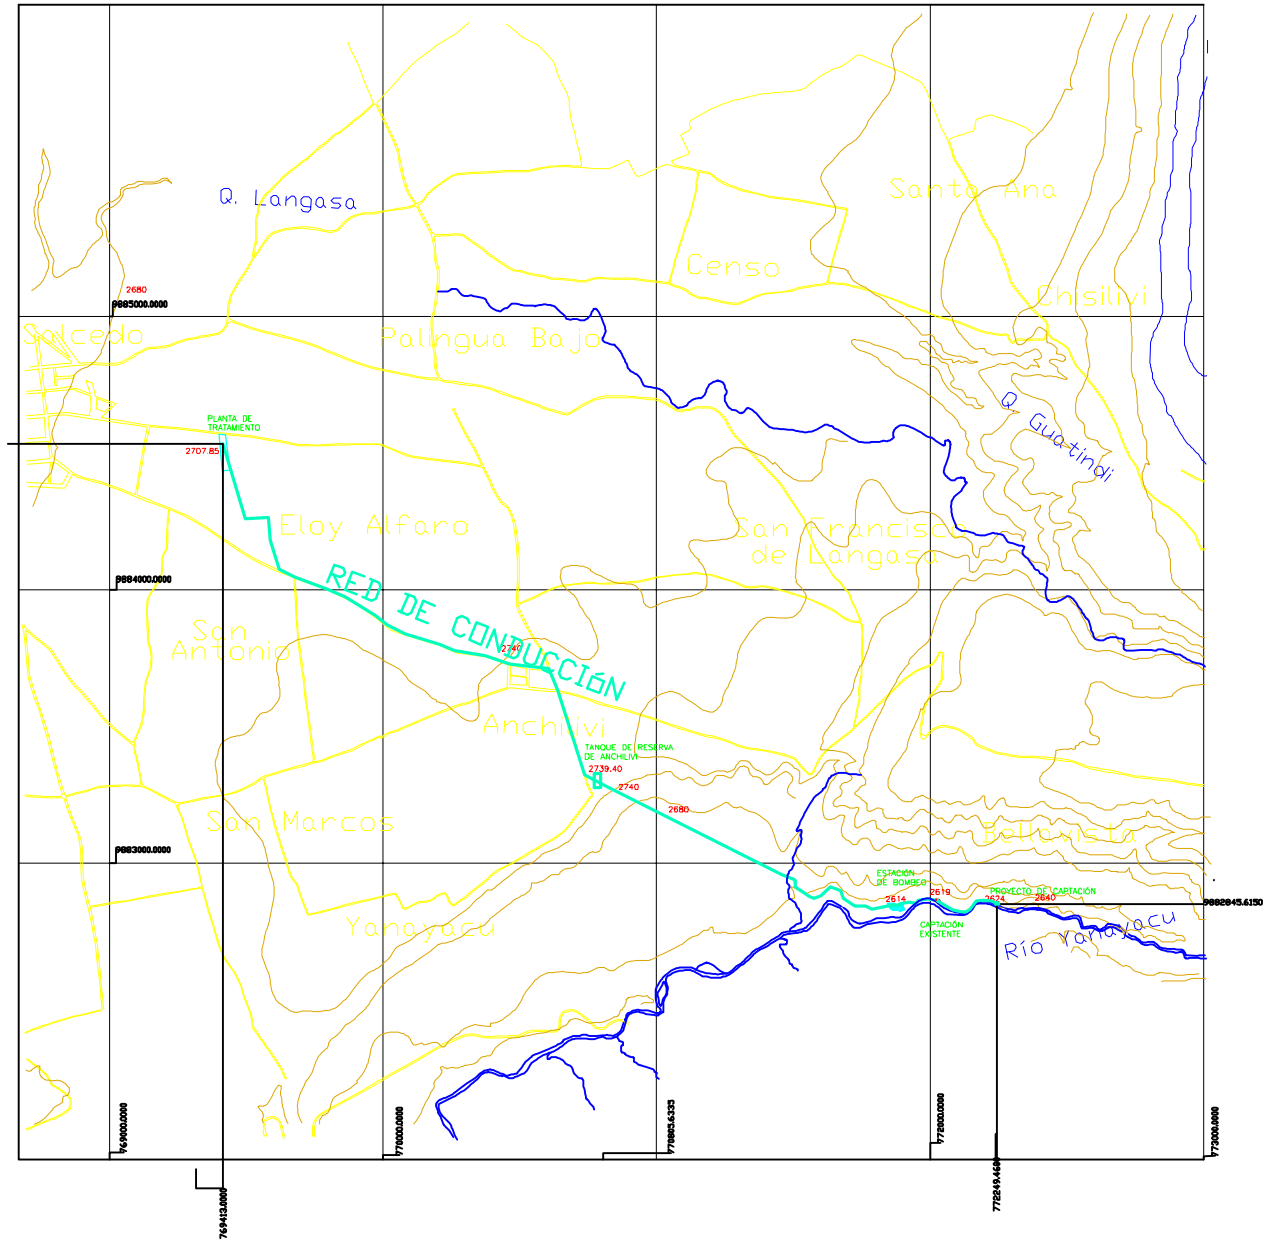 Santa Ana
Q. Langasa
Censo
2680
9885000.0000
Chisilivi
Salcedo
Palingua Bajo
Q. Guatindi
PLANTA DE
TRATAMIENTO
2707.85
Eloy Alfaro
San Francisco
de Langasa
9884000.0000
RED DE CONDUCCIÓN
San
Antonio
2740
Anchilivi
TANQUE DE RESERVA
DE ANCHILIVI
2739.40
2740
2680
San Marcos
Bellavista
9883000.0000
ESTACIÓN
DE BOMBEO
2619
PROYECTO DE CAPTACIÓN
2614
2624
2640
9882845.6150
CAPTACIÓN
EXISTENTE
Yanayacu
Río Yanayacu
769000.0000
770000.0000
770805.6335
772000.0000
773000.0000
769413.0000
772249.4600